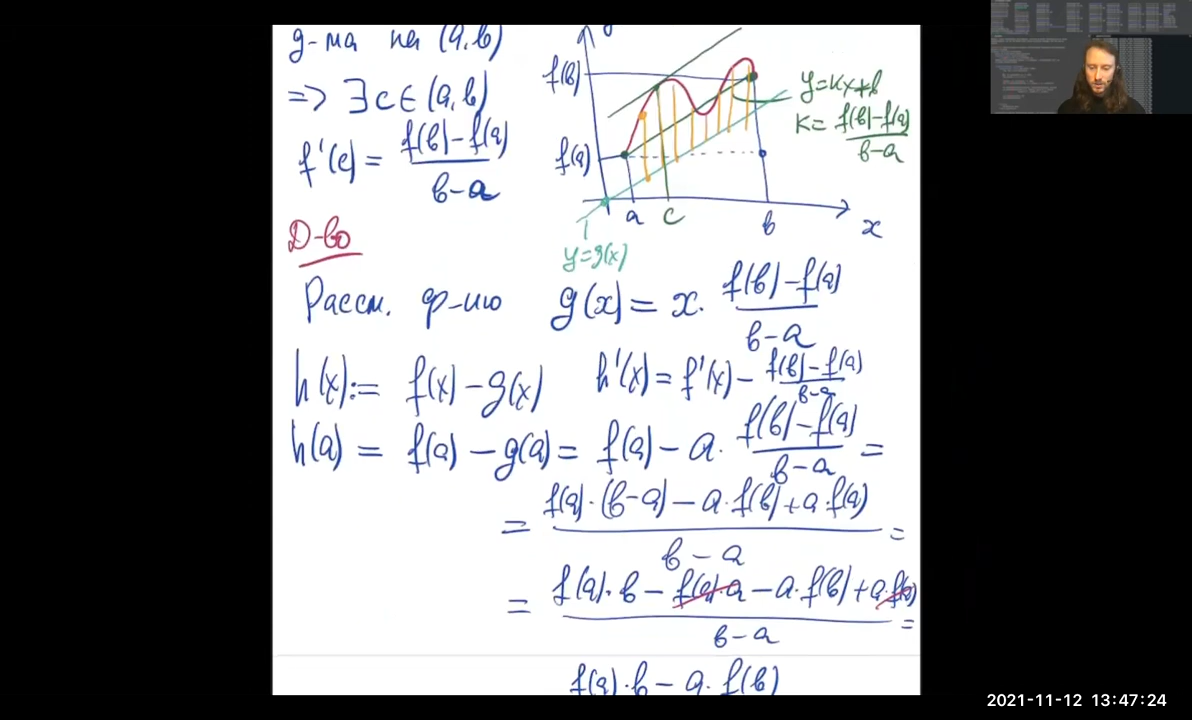 д-ма на (a,b)
=> ∃ c ∈ (a,b)
f'(c) = (f(b)-f(a))/(b-a)
f(b)
f(a)
a c b x
y=g(x)
y=kx+b
k= (f(b)-f(a))/(b-a)
Д-во
Рассм. ф-ию g(x)= x· (f(b)-f(a))/(b-a)
h(x):= f(x)-g(x) h'(x)= f'(x)- (f(b)-f(a))/(b-a)
h(a) = f(a) -g(a)= f(a)- a· (f(b)-f(a))/(b-a) =
= (f(a)·(b-a)- a·f(b)+a·f(a))/(b-a) =
= (f(a)·b - f(a)·a - a·f(b)+a·f(a))/(b-a) =
f(a)·b- a·f(b)
2021-11-12 13:47:24